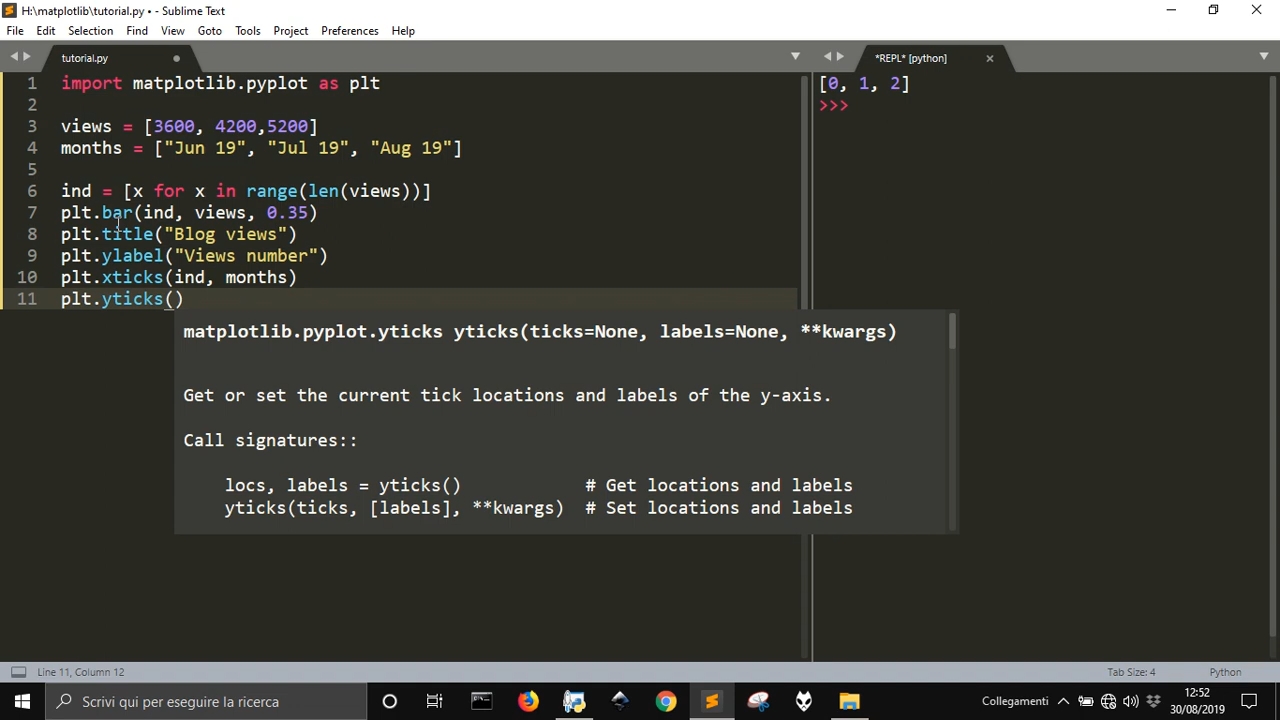 H:\matplotlib\tutorial.py • - Sublime Text
File Edit Selection Find View Goto Tools Project Preferences Help
tutorial.py
*REPL* [python]
1 import matplotlib.pyplot as plt
2
3 views = [3600, 4200,5200]
4 months = ["Jun 19", "Jul 19", "Aug 19"]
5
6 ind = [x for x in range(len(views))]
7 plt.bar(ind, views, 0.35)
8 plt.title("Blog views")
9 plt.ylabel("Views number")
10 plt.xticks(ind, months)
11 plt.yticks()
matplotlib.pyplot.yticks yticks(ticks=None, labels=None, **kwargs)
Get or set the current tick locations and labels of the y-axis.
Call signatures::
locs, labels = yticks() # Get locations and labels
yticks(ticks, [labels], **kwargs) # Set locations and labels
[0, 1, 2]
>>>
Line 11, Column 12
Tab Size: 4
Python
Scrivi qui per eseguire la ricerca
Collegamenti
12:52
30/08/2019